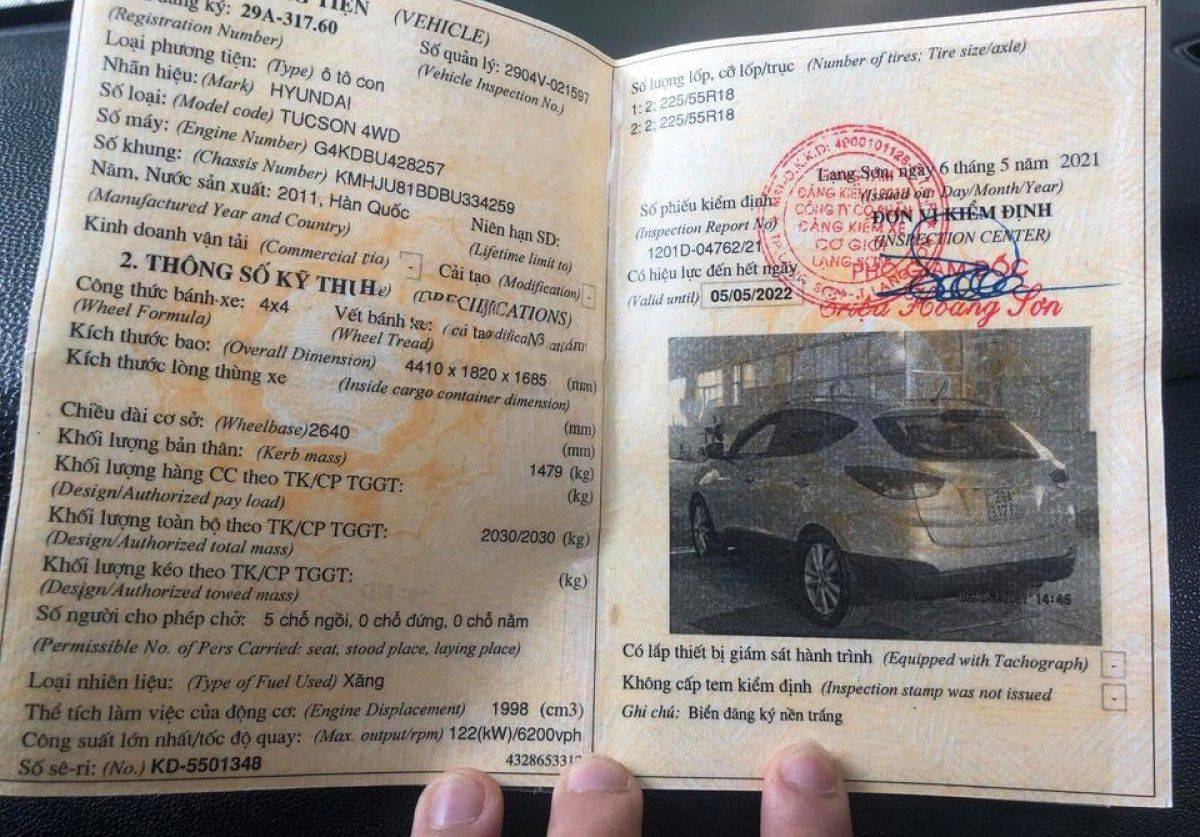 TIỆN (VEHICLE)
đăng ký: 29A-317.60
(Registration Number)
Số quản lý: 2904V-021597
(Vehicle Inspection No.)
Loại phương tiện: (Type) ô tô con
Nhãn hiệu: (Mark) HYUNDAI
Số loại: (Model code) TUCSON 4WD
Số máy: (Engine Number) G4KDBU428257
Số khung: (Chassis Number) KMHJU81BDBU334259
Năm, Nước sản xuất: 2011, Hàn Quốc
(Manufactured Year and Country)
Niên hạn SD:
(Lifetime limit to)
Kinh doanh vận tải (Commercial -
Cải tạo (Modification) -
2. THÔNG SỐ KỸ
Công thức bánh xe: 4x4
(Wheel Formula)
Vết bánh xe:
(Wheel Tread)
Kích thước bao: (Overall Dimension) 4410 x 1820 x 1685 (mm)
Kích thước lòng thùng xe (Inside cargo container dimension)
(mm)
Chiều dài cơ sở: (Wheelbase) 2640 (mm)
Khối lượng bản thân: (Kerb mass) 1479 (kg)
Khối lượng hàng CC theo TK/CP TGGT: (kg)
(Design/Authorized pay load)
Khối lượng toàn bộ theo TK/CP TGGT: 2030/2030 (kg)
(Design/Authorized total mass)
Khối lượng kéo theo TK/CP TGGT: (kg)
(Design/Authorized towed mass)
Số người cho phép chở: 5 chỗ ngồi, 0 chỗ đứng, 0 chỗ nằm
(Permissible No. of Pers Carried: seat, stood place, laying place)
Loại nhiên liệu: (Type of Fuel Used) Xăng
Thể tích làm việc của động cơ: (Engine Displacement) 1998 (cm3)
Công suất lớn nhất/tốc độ quay: (Max. output/rpm) 122(kW)/6200vph
Số sê-ri: (No.) KD-5501348
Số lượng lốp, cỡ lốp/trục (Number of tires; Tire size/axle)
1: 2; 225/55R18
2: 2; 225/55R18
Lạng Sơn, ngày 6 tháng 5 năm 2021
(Issued on: Day/Month/Year)
Số phiếu kiểm định
(Inspection Report No)
1201D-04762/21
ĐƠN VỊ KIỂM ĐỊNH
(INSPECTION CENTER)
CÔNG TY CỔ PHẦN
ĐĂNG KIỂM XE
CƠ GIỚI
LẠNG SƠN
PHÓ GIÁM ĐỐC
Có hiệu lực đến hết ngày
(Valid until) 05/05/2022
Hoàng Sơn
29A
14:45
Có lắp thiết bị giám sát hành trình (Equipped with Tachograph) -
Không cấp tem kiểm định (Inspection stamp was not issued -
Ghi chú: Biển đăng ký nền trắng